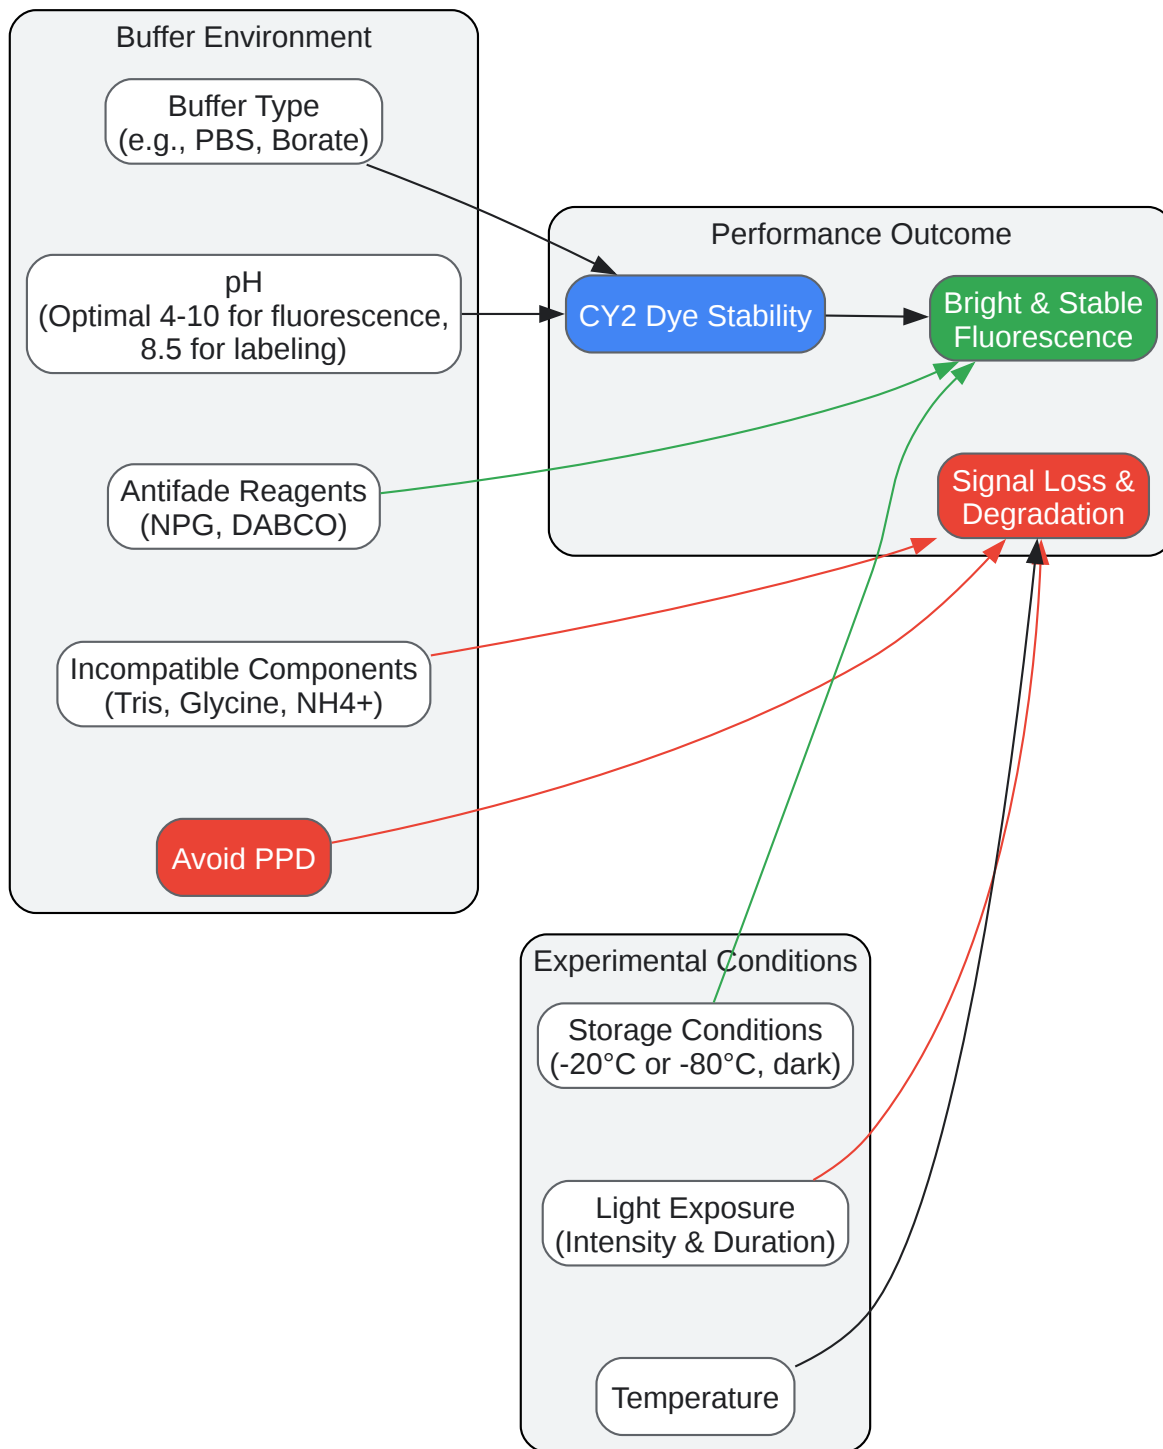 Buffer Environment
Buffer Type
(e.g., PBS, Borate)
pH
(Optimal 4-10 for fluorescence,
8.5 for labeling)
Antifade Reagents
(NPG, DABCO)
Incompatible Components
(Tris, Glycine, NH4+)
Avoid PPD
Performance Outcome
CY2 Dye Stability
Bright & Stable
Fluorescence
Signal Loss &
Degradation
Experimental Conditions
Storage Conditions
(-20°C or -80°C, dark)
Light Exposure
(Intensity & Duration)
Temperature